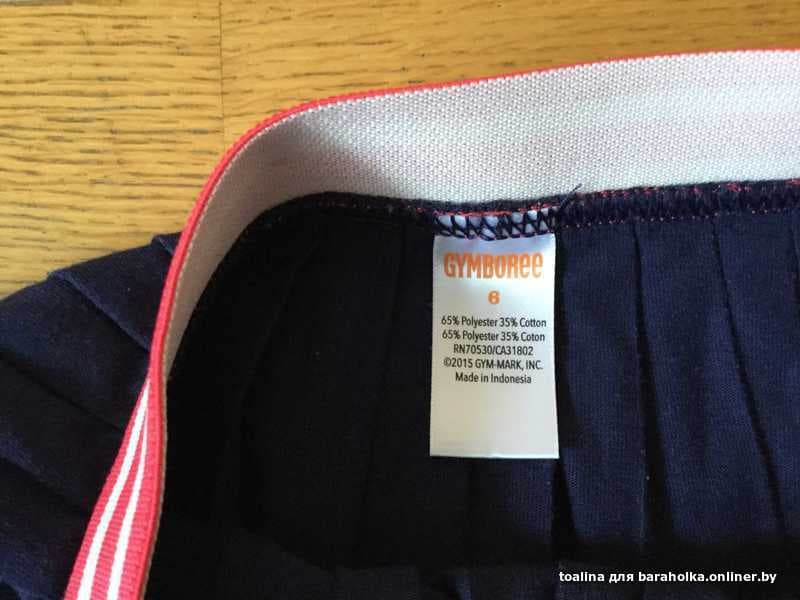 GYMBOREE
6
65% Polyester 35% Cotton
65% Polyester 35% Coton
RN70530/CA31802
©2015 GYM-MARK, INC.
Made in Indonesia
toalina для baraholka.onliner.by